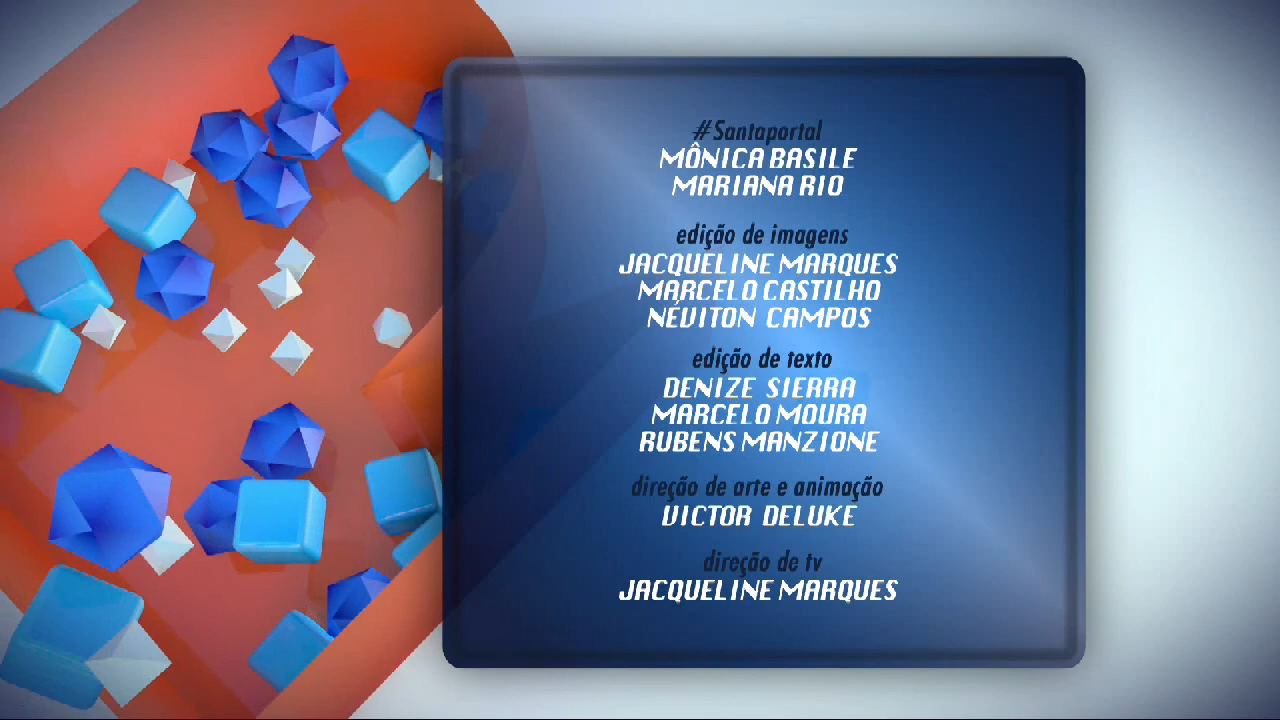 #Santaportal
MÔNICA BASILE
MARIANA RIO
edição de imagens
JACQUELINE MARQUES
MARCELO CASTILHO
NÉVITON CAMPOS
edição de texto
DENIZE SIERRA
MARCELO MOURA
RUBENS MANZIONE
direção de arte e animação
VICTOR DELUKE
direção de tv
JACQUELINE MARQUES